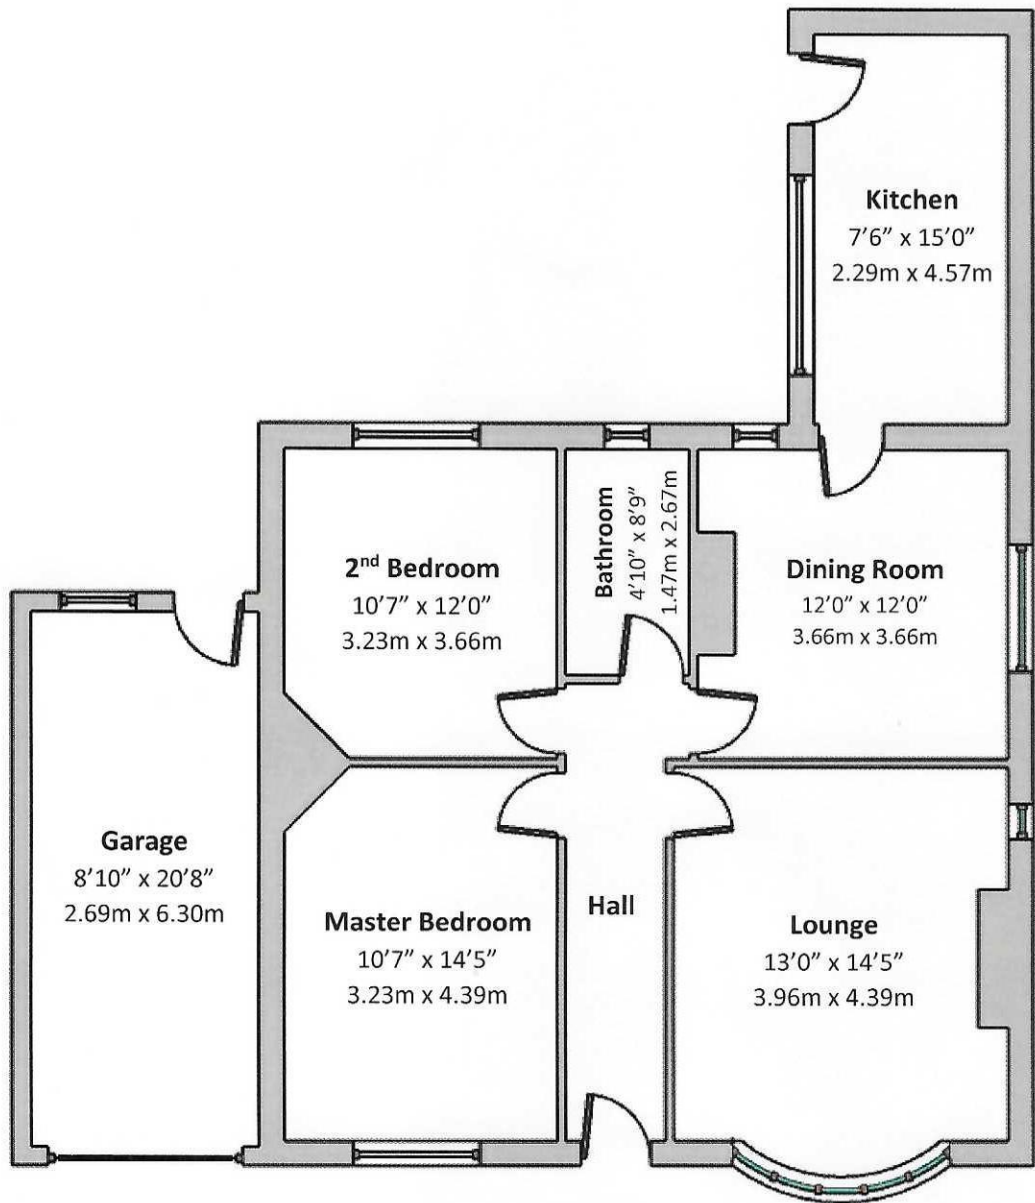 Kitchen
7’6” x 15’0”
2.29m x 4.57m
2nd Bedroom
10’7” x 12’0”
3.23m x 3.66m
Bathroom
4’10” x 8’9”
1.47m x 2.67m
Dining Room
12’0” x 12’0”
3.66m x 3.66m
Garage
8’10” x 20’8”
2.69m x 6.30m
Master Bedroom
10’7” x 14’5”
3.23m x 4.39m
Hall
Lounge
13’0” x 14’5”
3.96m x 4.39m